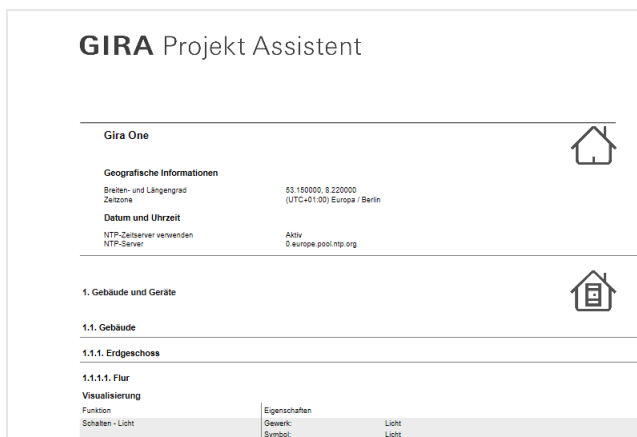 GIRA Projekt Assistent
Gira One
Geografische Informationen
Breiten- und Längengrad 53.150000, 8.220000
Zeitzone (UTC+01:00) Europa / Berlin
Datum und Uhrzeit
NTP-Zeitserver verwenden Aktiv
NTP-Server 0.europe.pool.ntp.org
1. Gebäude und Geräte
1.1. Gebäude
1.1.1. Erdgeschoss
1.1.1.1. Flur
Visualisierung
Funktion Eigenschaften
Schalten - Licht Gewerk: Licht
Symbol: Licht